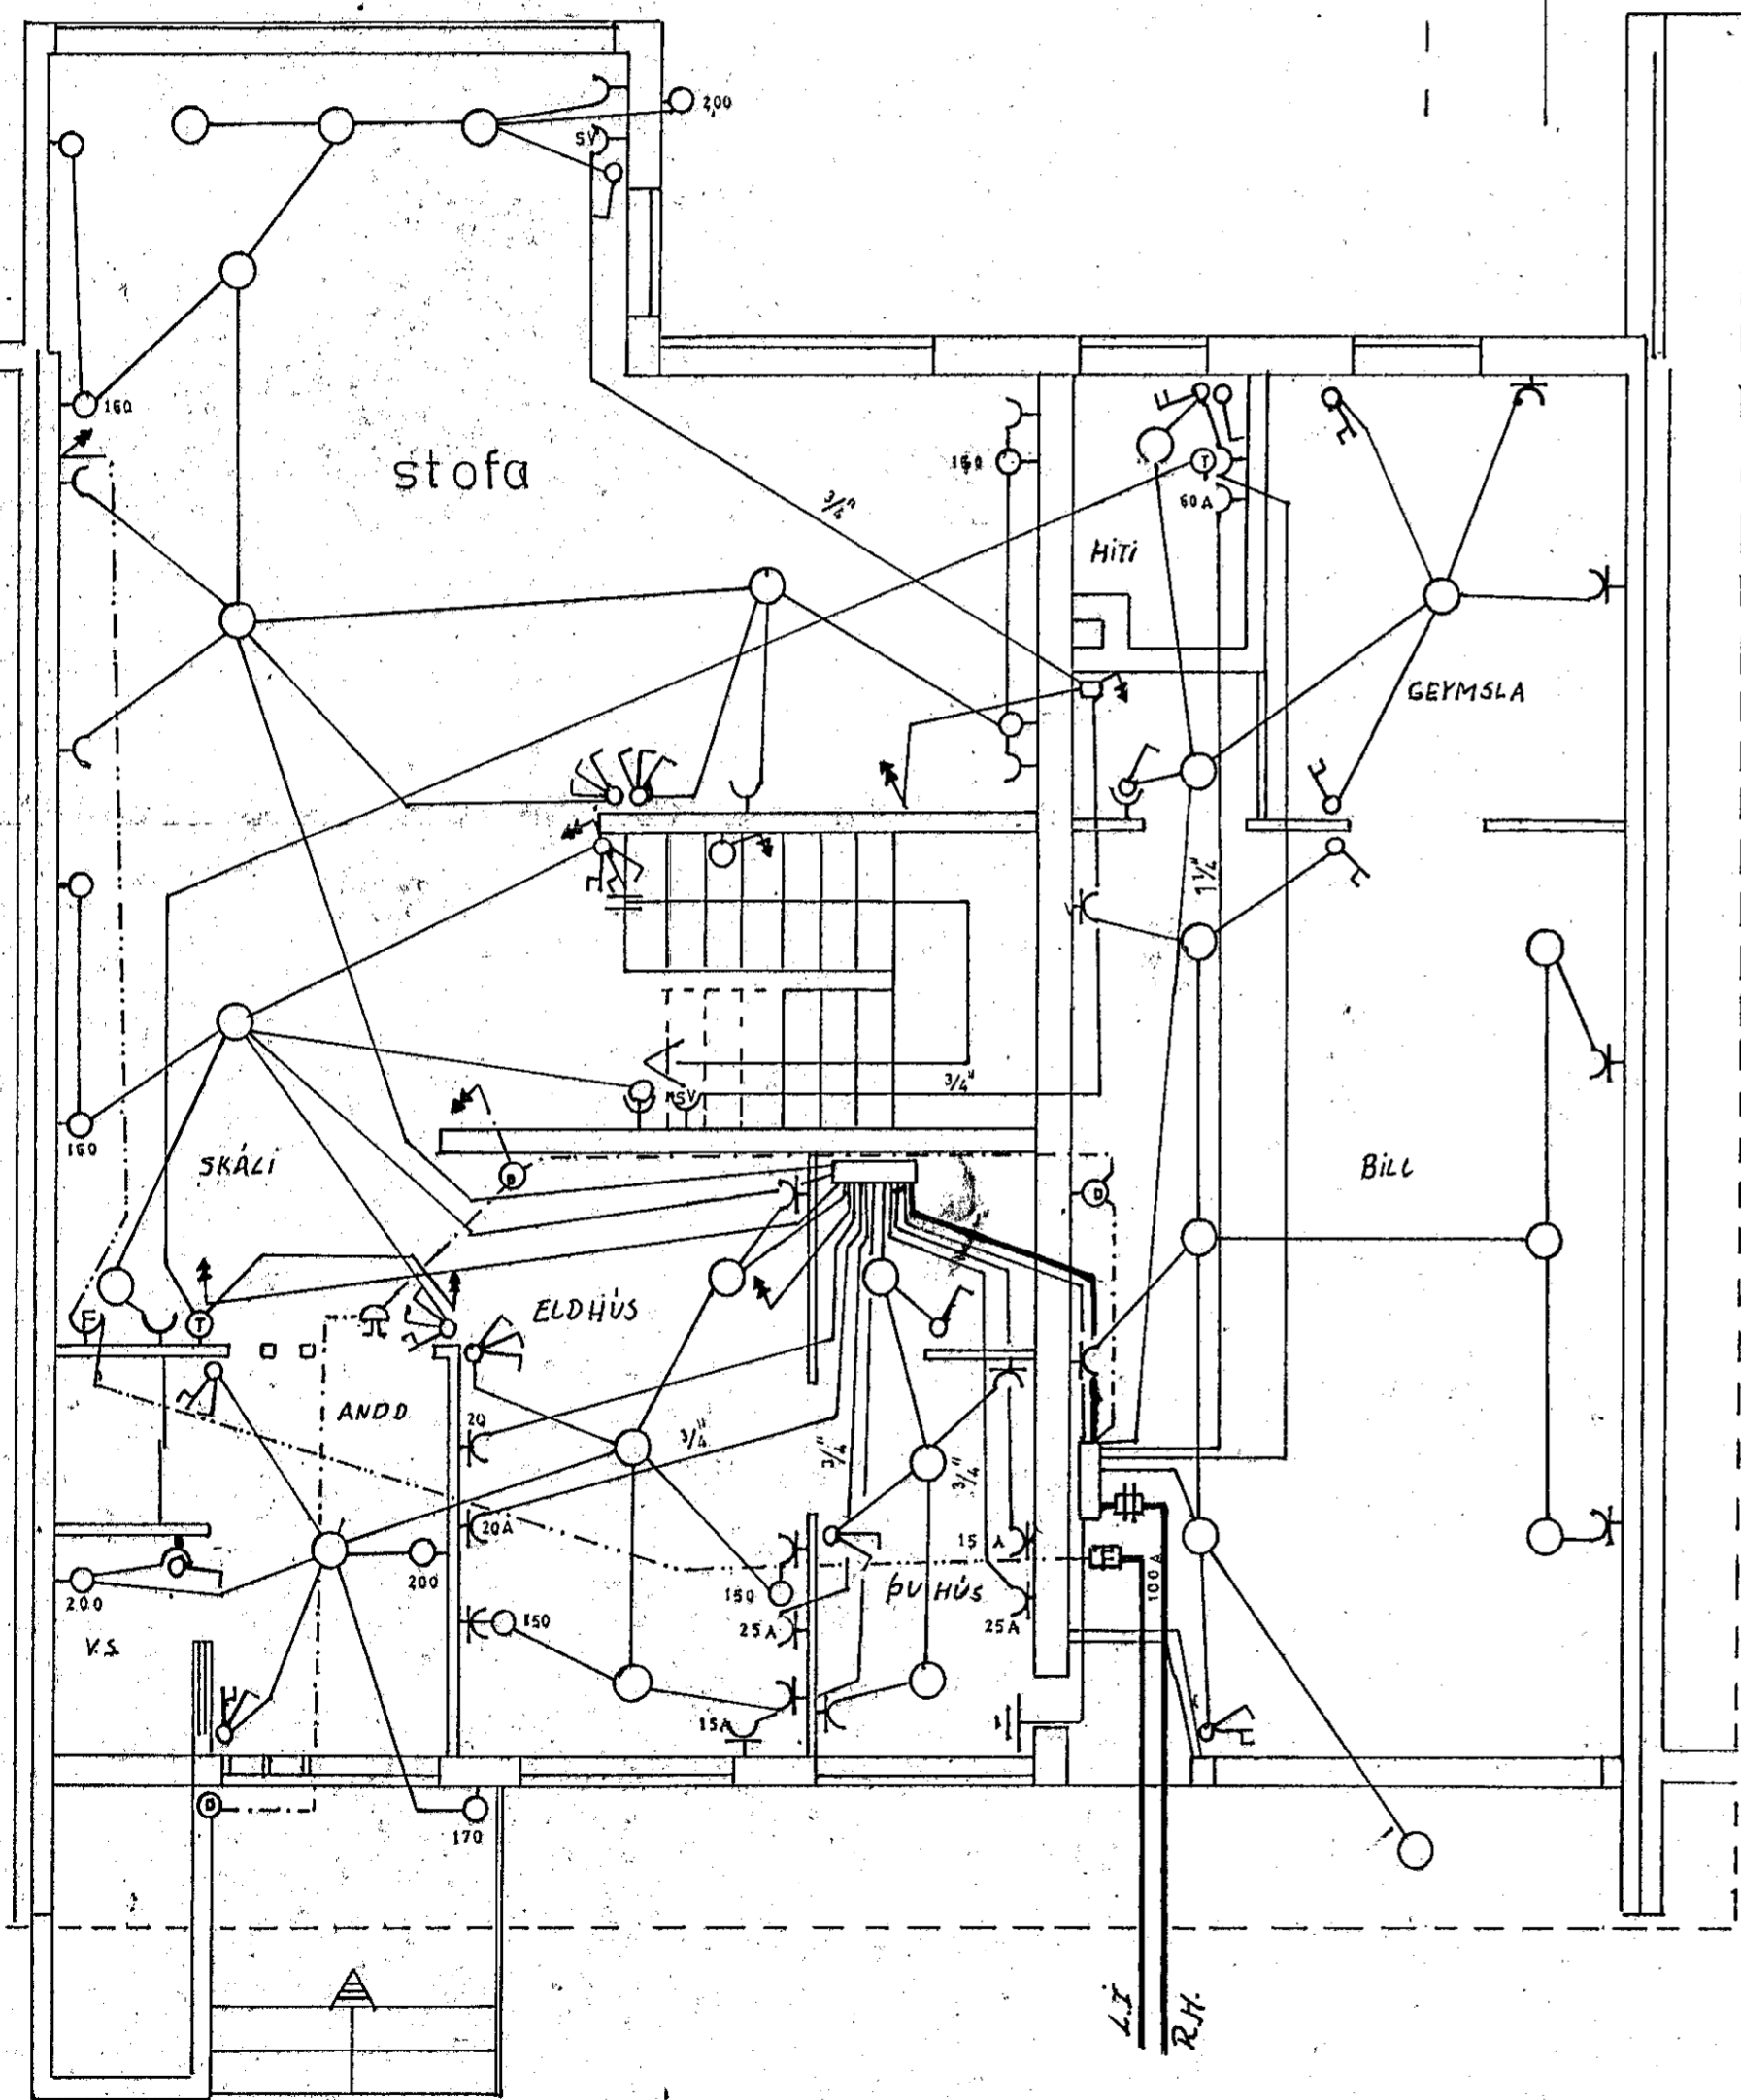 200
SV
160
stofa
160
3/4"
60A
T
HITI
GEYMSLA
1 1/4"
3/4"
SV
160
SKÁLI
D
BILL
D
F
T
ELDHÚS
ANDD
20
3/4"
3/4"
3/4"
20A
15A
200
200
150
150
ÞVHÚS
100A
25A
25A
V.S.
15A
D
170
L.I
R.H.